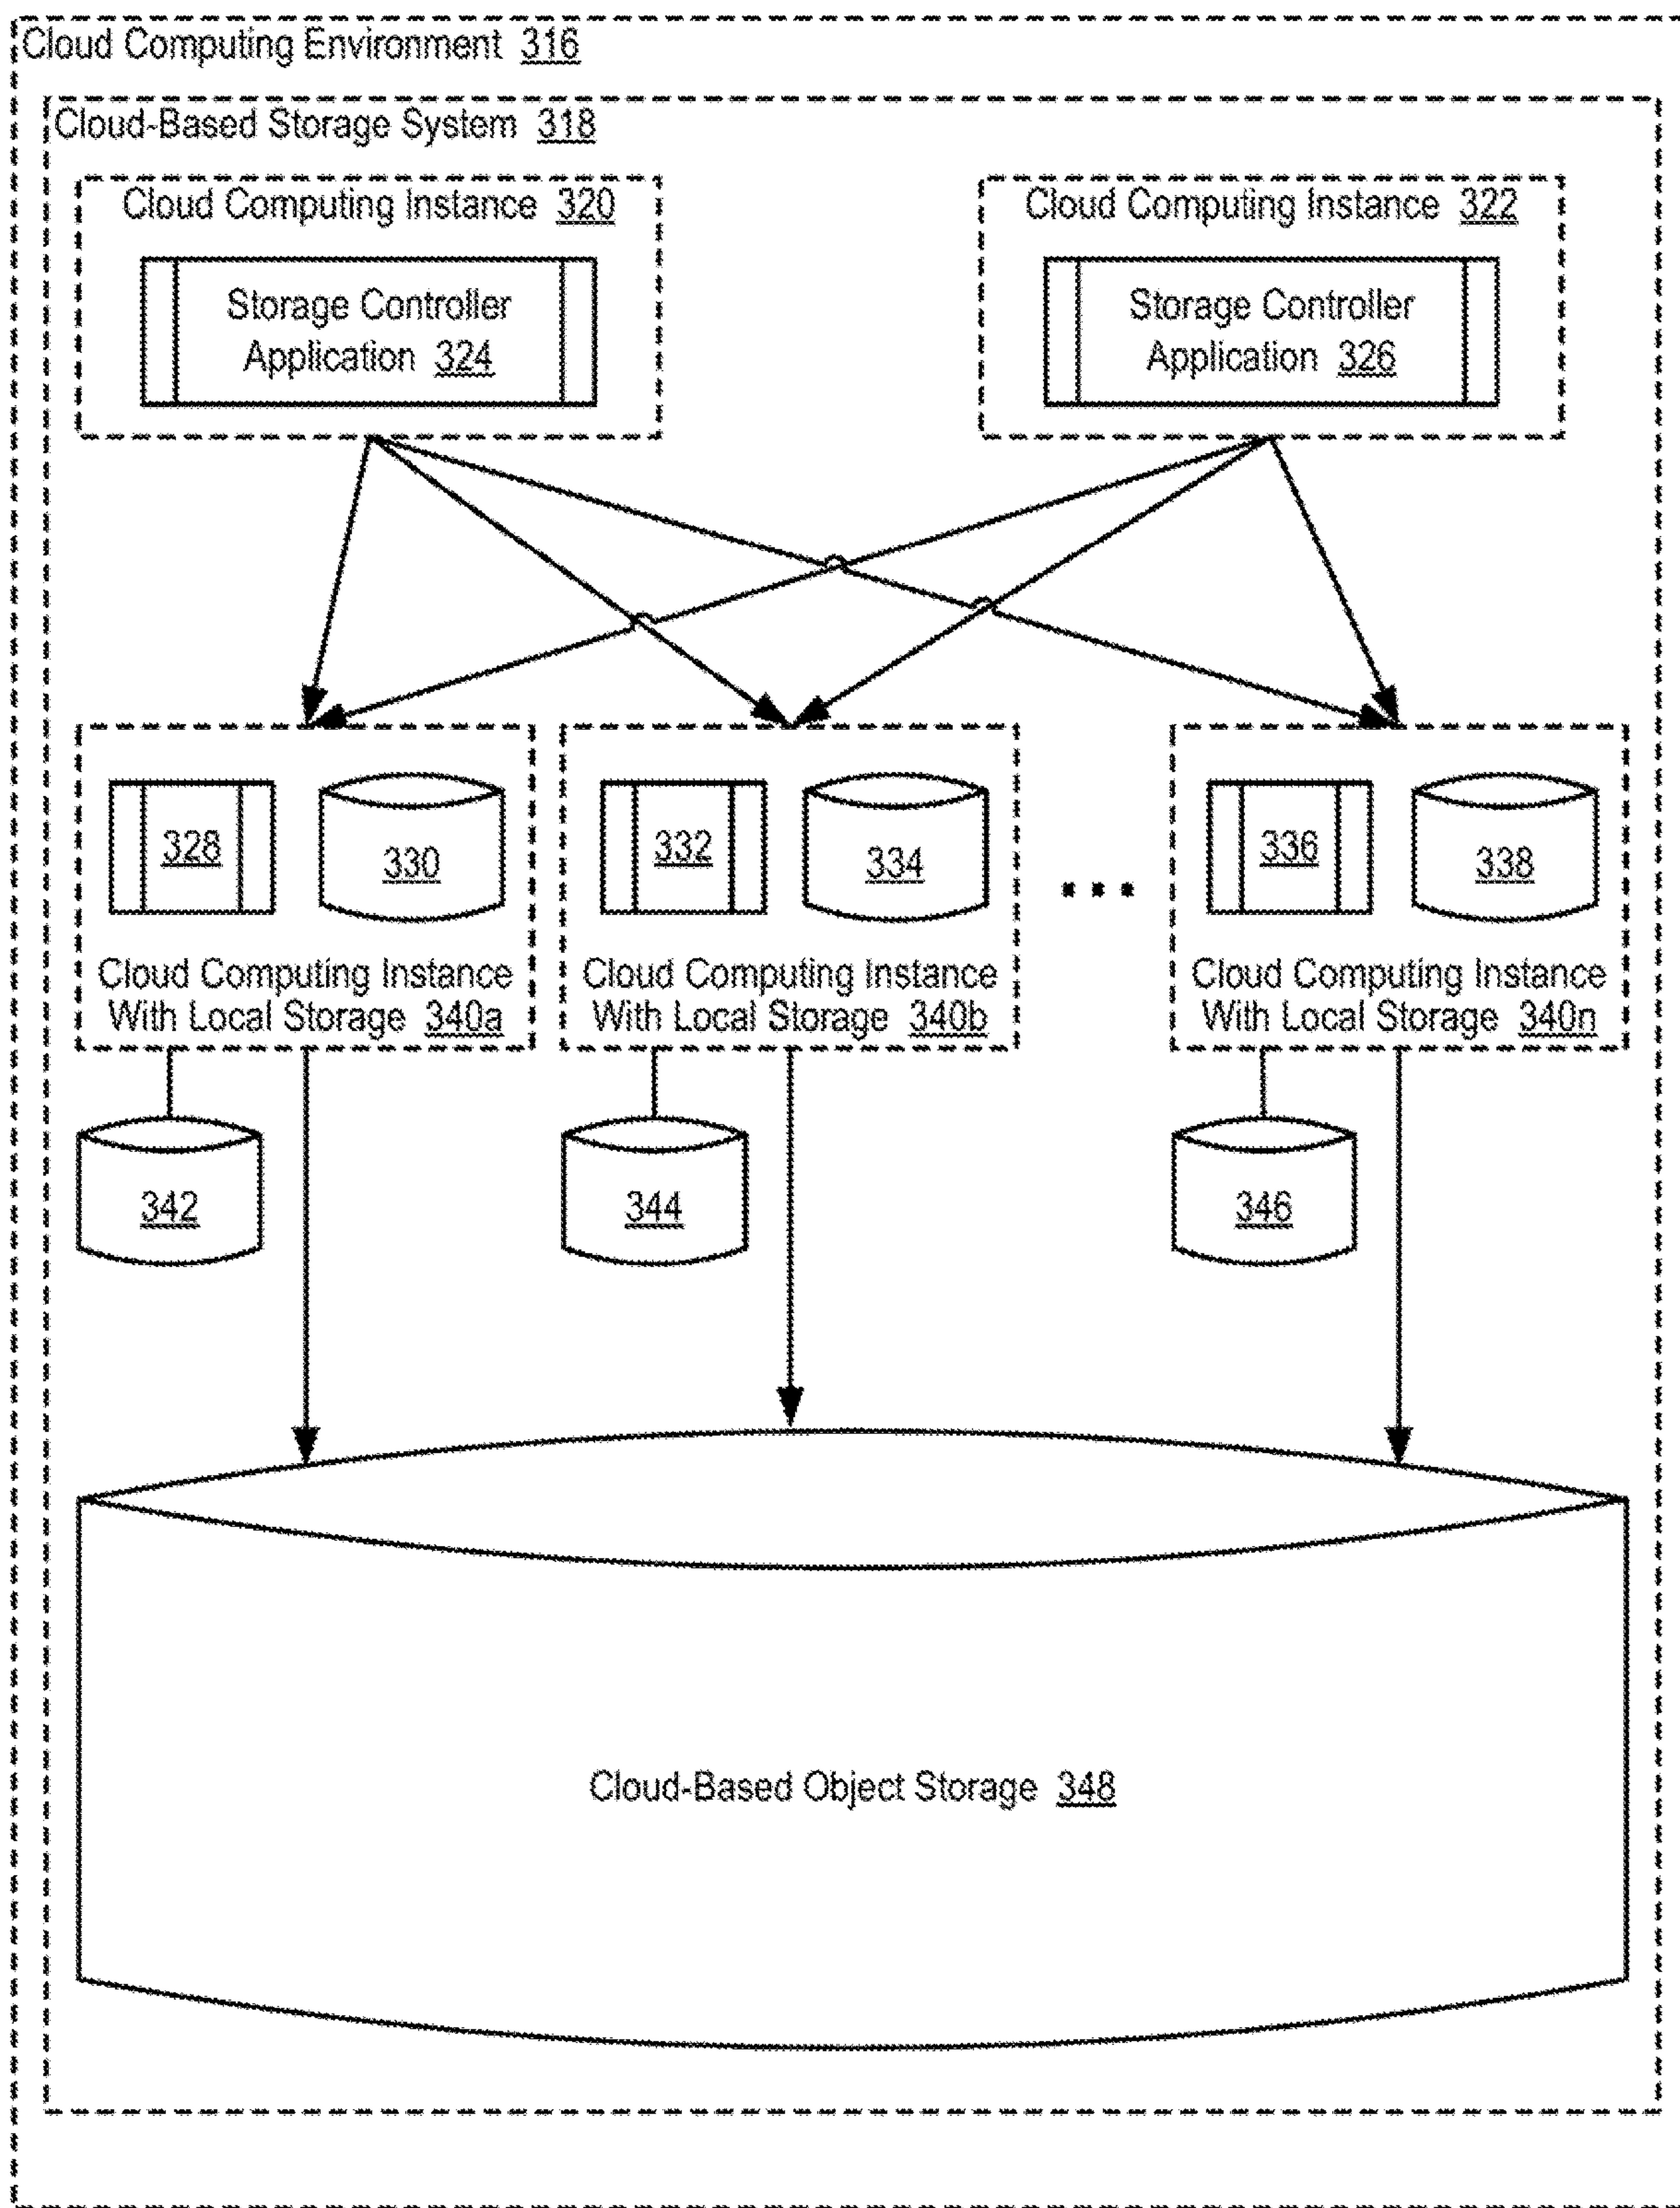 Cloud Computing Environment 316
Cloud-Based Storage System 318
Cloud Computing Instance 320
Storage Controller
Application 324
Cloud Computing Instance 322
Storage Controller
Application 326
328
330
Cloud Computing Instance
With Local Storage 340a
332
334
Cloud Computing Instance
With Local Storage 340b
336
338
Cloud Computing Instance
With Local Storage 340n
342
344
346
Cloud-Based Object Storage 348